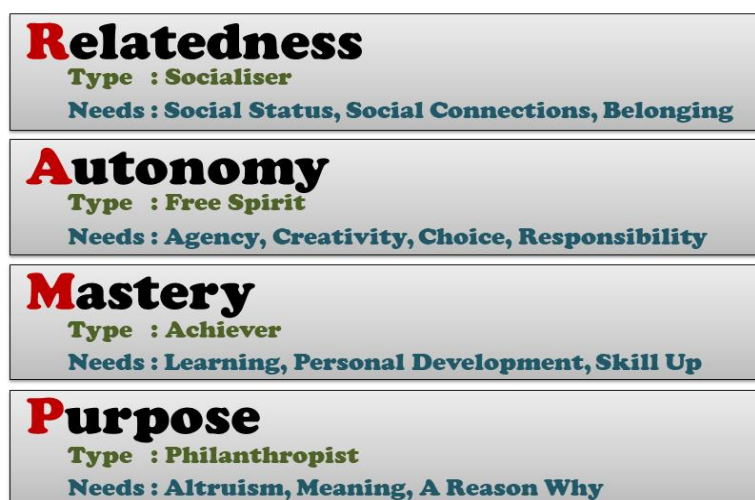 Relatedness
Type : Socialiser
Needs : Social Status, Social Connections, Belonging
Autonomy
Type : Free Spirit
Needs : Agency, Creativity, Choice, Responsibility
Mastery
Type : Achiever
Needs : Learning, Personal Development, Skill Up
Purpose
Type : Philanthropist
Needs : Altruism, Meaning, A Reason Why